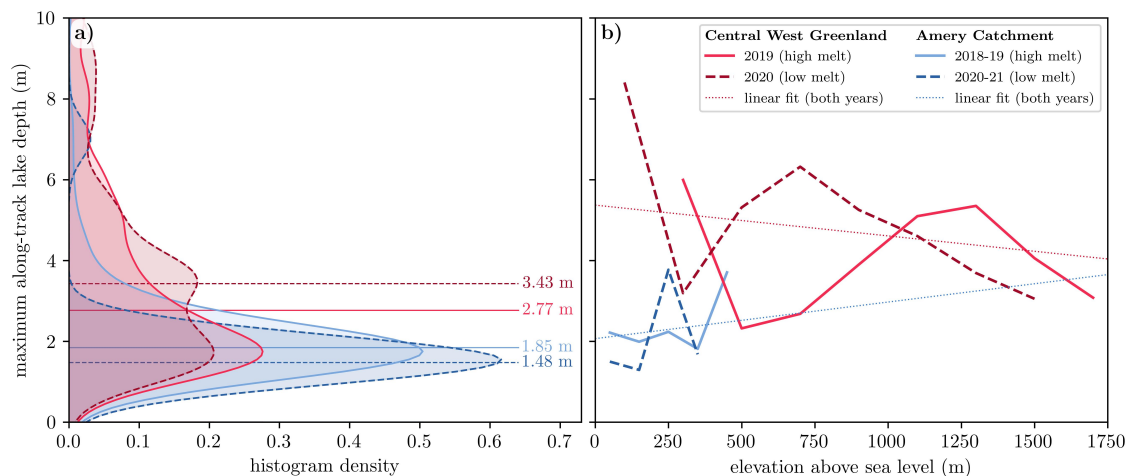 a)
maximum along-track lake depth (m)
10
8
6
4
2
0
3.43 m
2.77 m
1.85 m
1.48 m
0.0 0.1 0.2 0.3 0.4 0.5 0.6 0.7
histogram density
b)
Central West Greenland
2019 (high melt)
2020 (low melt)
linear fit (both years)
Amery Catchment
2018-19 (high melt)
2020-21 (low melt)
linear fit (both years)
0 250 500 750 1000 1250 1500 1750
elevation above sea level (m)